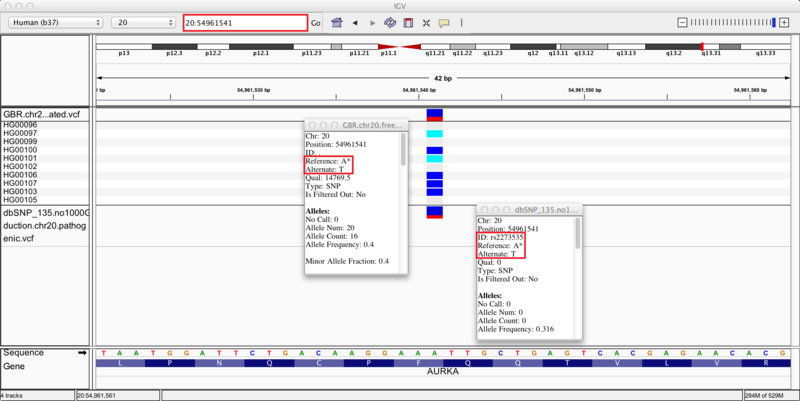 IGV
Human (b37) 20 20:54961541 Go
p13 p12.3 p12.2 p12.1 p11.23 p11.21 p11.1 q11.21 q11.22 q11.23 q12 q13.11 q13.12 q13.13 q13.2 q13.31 q13.33
42 bp
bp 54,961,530 bp 54,961,540 bp 54,961,550 bp 54,961,560 bp
GBR.chr2...ated.vcf
HG00096
HG00097
HG00099
HG00100
HG00101
HG00102
HG00106
HG00107
HG00103
HG00105
dbSNP_135.no1000G
duction.chr20.pathog
enic.vcf
GBR.chr20.free...
Chr: 20
Position: 54961541
ID: .
Reference: A*
Alternate: T
Qual: 14769.5
Type: SNP
Is Filtered Out: No
Alleles:
No Call: 0
Allele Num: 20
Allele Count: 16
Allele Frequency: 0.4
Minor Allele Fraction: 0.4
dbSNP_135.no1...
Chr: 20
Position: 54961541
ID: rs2273535
Reference: A*
Alternate: T
Qual: 0
Type: SNP
Is Filtered Out: No
Alleles:
No Call: 0
Allele Num: 0
Allele Count: 0
Allele Frequency: 0.316
Sequence T A A T G G A T T C T G A C A A G G A A A T T G C T G A G T C A C G A G A A C A C G
Gene L P N Q C P F Q Q T V L V R
AURKA
4 tracks 20:54,961,561 284M of 529M